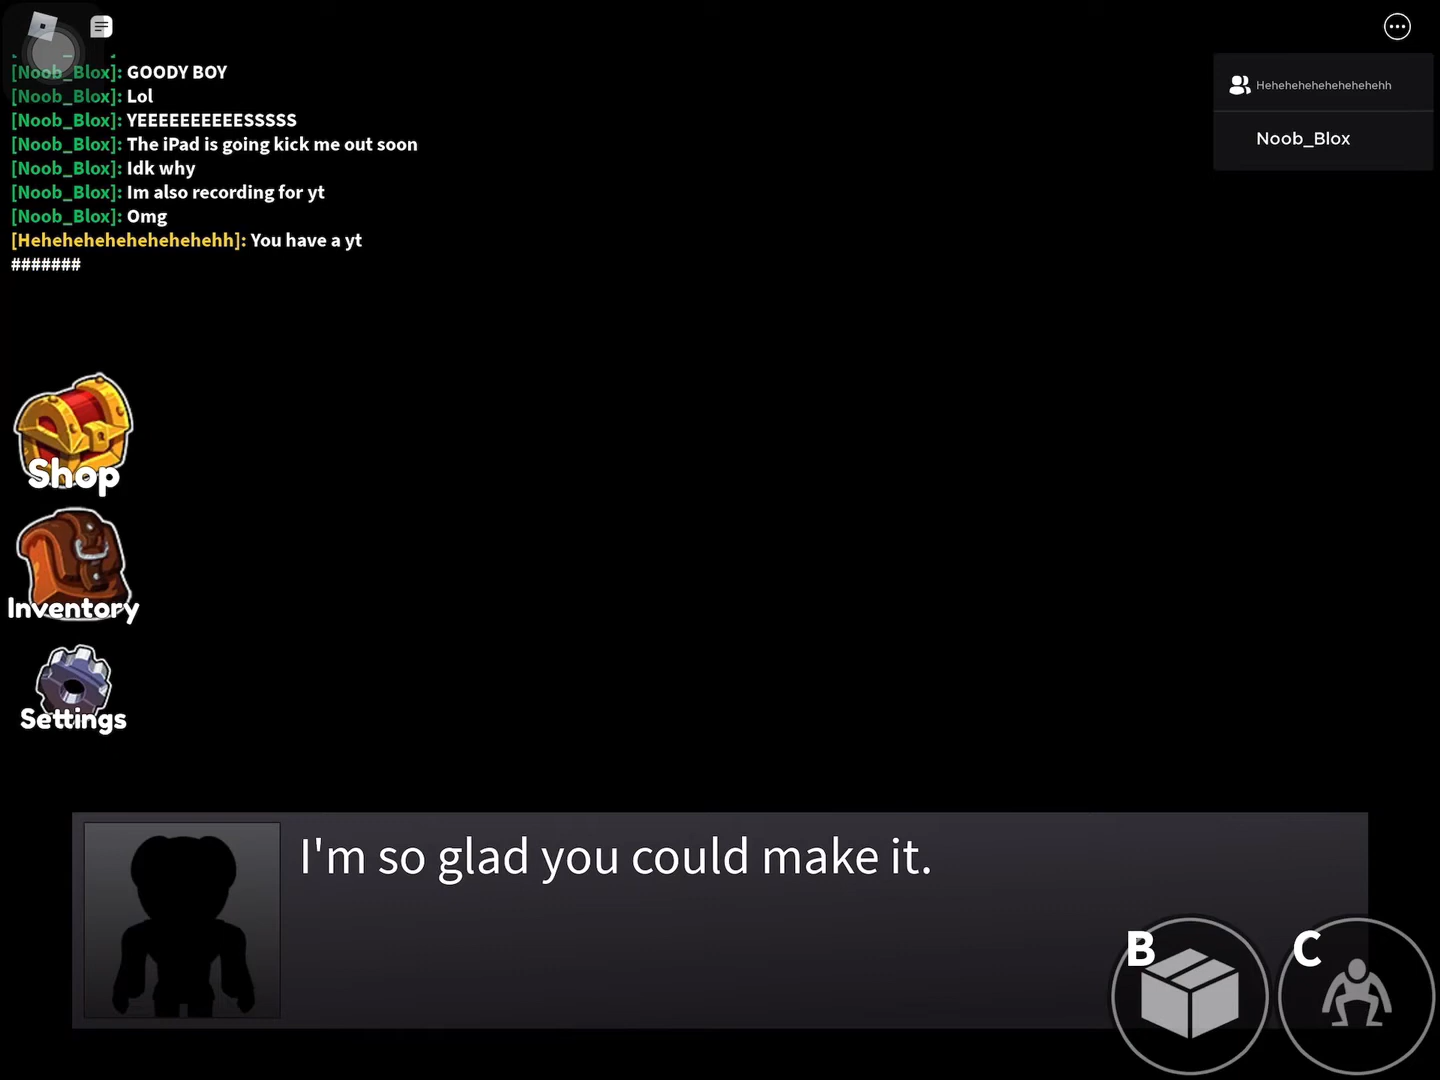 [Noob_Blox]: GOODY BOY
[Noob_Blox]: Lol
[Noob_Blox]: YEEEEEEEEEESSSSS
[Noob_Blox]: The iPad is going kick me out soon
[Noob_Blox]: Idk why
[Noob_Blox]: Im also recording for yt
[Noob_Blox]: Omg
[Hehehehehehehehehh]: You have a yt
#######
Hehehehehehehehehh
Noob_Blox
Shop
Inventory
Settings
I'm so glad you could make it.
B
C